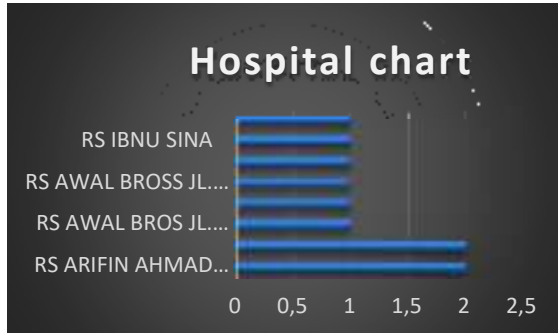 Hospital chart
RS IBNU SINA
RS AWAL BROSS JL....
RS AWAL BROS JL....
RS ARIFIN AHMAD...
0 0,5 1 1,5 2 2,5